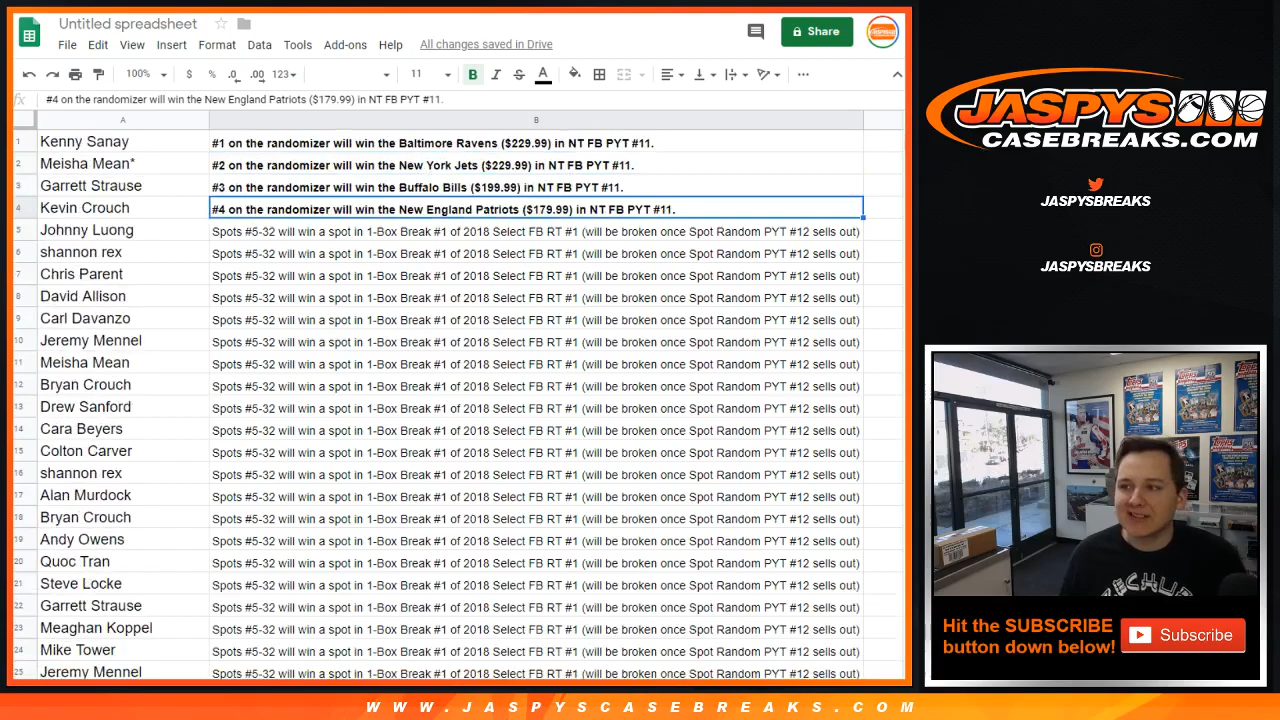 Untitled spreadsheet
File Edit View Insert Format Data Tools Add-ons Help All changes saved in Drive
Share
100% $ % .0 .00 123 11 B I S A
fx #4 on the randomizer will win the New England Patriots ($179.99) in NT FB PYT #11.
A B
1 Kenny Sanay #1 on the randomizer will win the Baltimore Ravens ($229.99) in NT FB PYT #11.
2 Meisha Mean* #2 on the randomizer will win the New York Jets ($229.99) in NT FB PYT #11.
3 Garrett Strause #3 on the randomizer will win the Buffalo Bills ($199.99) in NT FB PYT #11.
4 Kevin Crouch #4 on the randomizer will win the New England Patriots ($179.99) in NT FB PYT #11.
5 Johnny Luong Spots #5-32 will win a spot in 1-Box Break #1 of 2018 Select FB RT #1 (will be broken once Spot Random PYT #12 sells out)
6 shannon rex Spots #5-32 will win a spot in 1-Box Break #1 of 2018 Select FB RT #1 (will be broken once Spot Random PYT #12 sells out)
7 Chris Parent Spots #5-32 will win a spot in 1-Box Break #1 of 2018 Select FB RT #1 (will be broken once Spot Random PYT #12 sells out)
8 David Allison Spots #5-32 will win a spot in 1-Box Break #1 of 2018 Select FB RT #1 (will be broken once Spot Random PYT #12 sells out)
9 Carl Davanzo Spots #5-32 will win a spot in 1-Box Break #1 of 2018 Select FB RT #1 (will be broken once Spot Random PYT #12 sells out)
10 Jeremy Mennel Spots #5-32 will win a spot in 1-Box Break #1 of 2018 Select FB RT #1 (will be broken once Spot Random PYT #12 sells out)
11 Meisha Mean Spots #5-32 will win a spot in 1-Box Break #1 of 2018 Select FB RT #1 (will be broken once Spot Random PYT #12 sells out)
12 Bryan Crouch Spots #5-32 will win a spot in 1-Box Break #1 of 2018 Select FB RT #1 (will be broken once Spot Random PYT #12 sells out)
13 Drew Sanford Spots #5-32 will win a spot in 1-Box Break #1 of 2018 Select FB RT #1 (will be broken once Spot Random PYT #12 sells out)
14 Cara Beyers Spots #5-32 will win a spot in 1-Box Break #1 of 2018 Select FB RT #1 (will be broken once Spot Random PYT #12 sells out)
15 Colton Carver Spots #5-32 will win a spot in 1-Box Break #1 of 2018 Select FB RT #1 (will be broken once Spot Random PYT #12 sells out)
16 shannon rex Spots #5-32 will win a spot in 1-Box Break #1 of 2018 Select FB RT #1 (will be broken once Spot Random PYT #12 sells out)
17 Alan Murdock Spots #5-32 will win a spot in 1-Box Break #1 of 2018 Select FB RT #1 (will be broken once Spot Random PYT #12 sells out)
18 Bryan Crouch Spots #5-32 will win a spot in 1-Box Break #1 of 2018 Select FB RT #1 (will be broken once Spot Random PYT #12 sells out)
19 Andy Owens Spots #5-32 will win a spot in 1-Box Break #1 of 2018 Select FB RT #1 (will be broken once Spot Random PYT #12 sells out)
20 Quoc Tran Spots #5-32 will win a spot in 1-Box Break #1 of 2018 Select FB RT #1 (will be broken once Spot Random PYT #12 sells out)
21 Steve Locke Spots #5-32 will win a spot in 1-Box Break #1 of 2018 Select FB RT #1 (will be broken once Spot Random PYT #12 sells out)
22 Garrett Strause Spots #5-32 will win a spot in 1-Box Break #1 of 2018 Select FB RT #1 (will be broken once Spot Random PYT #12 sells out)
23 Meaghan Koppel Spots #5-32 will win a spot in 1-Box Break #1 of 2018 Select FB RT #1 (will be broken once Spot Random PYT #12 sells out)
24 Mike Tower Spots #5-32 will win a spot in 1-Box Break #1 of 2018 Select FB RT #1 (will be broken once Spot Random PYT #12 sells out)
25 Jeremy Mennel Spots #5-32 will win a spot in 1-Box Break #1 of 2018 Select FB RT #1 (will be broken once Spot Random PYT #12 sells out)
JASPYS
CASEBREAKS.COM
JASPYSBREAKS
JASPYSBREAKS
Topps
Topps
Hit the SUBSCRIBE
button down below!
Subscribe
WWW.JASPYSCASEBREAKS.COM